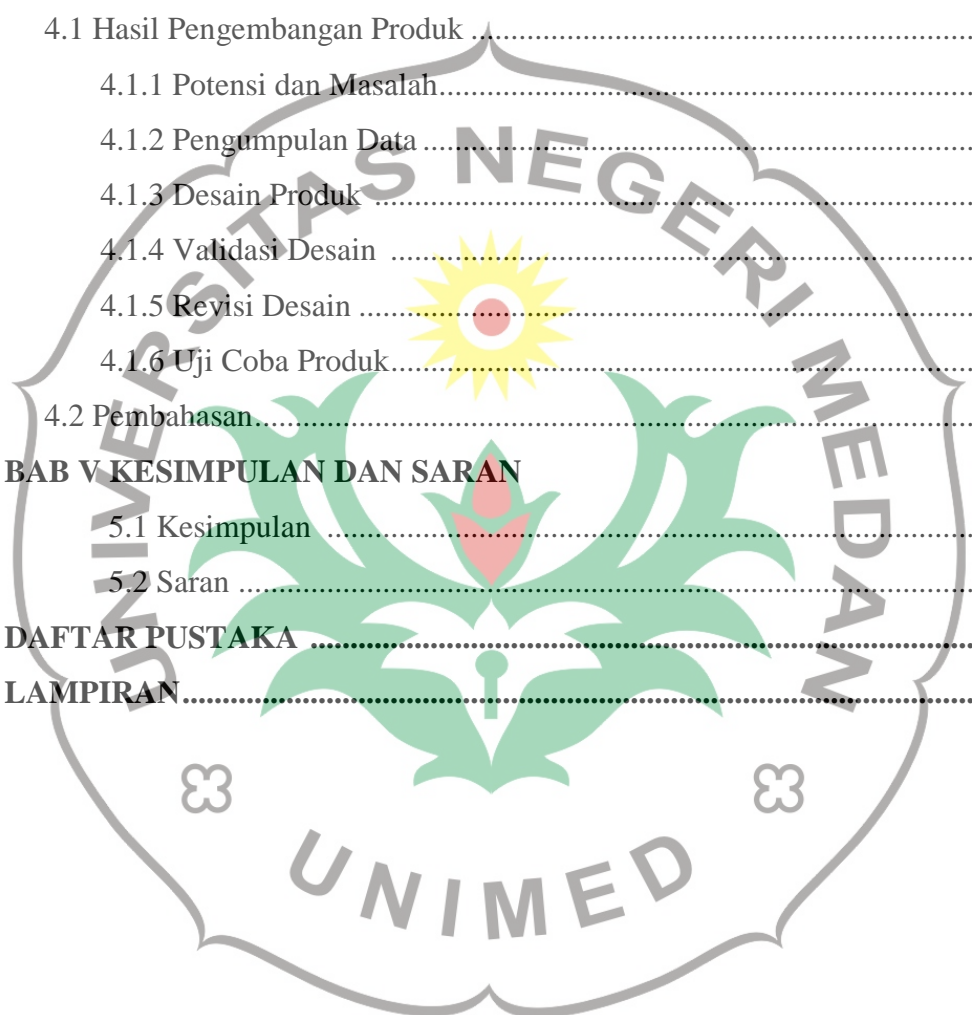 4.1 Hasil Pengembangan Produk ................................................................
4.1.1 Potensi dan Masalah....................................................................
4.1.2 Pengumpulan Data ......................................................................
4.1.3 Desain Produk ...........................................................................
4.1.4 Validasi Desain .........................................................................
4.1.5 Revisi Desain ............................................................................
4.1.6 Uji Coba Produk.........................................................................
4.2 Pembahasan..................................................................................
BAB V KESIMPULAN DAN SARAN
5.1 Kesimpulan .................................................................................
5.2 Saran ..........................................................................................
DAFTAR PUSTAKA ...........................................................................
LAMPIRAN........................................................................................
UNIVERSITAS NEGERI MEDAN
UNIMED